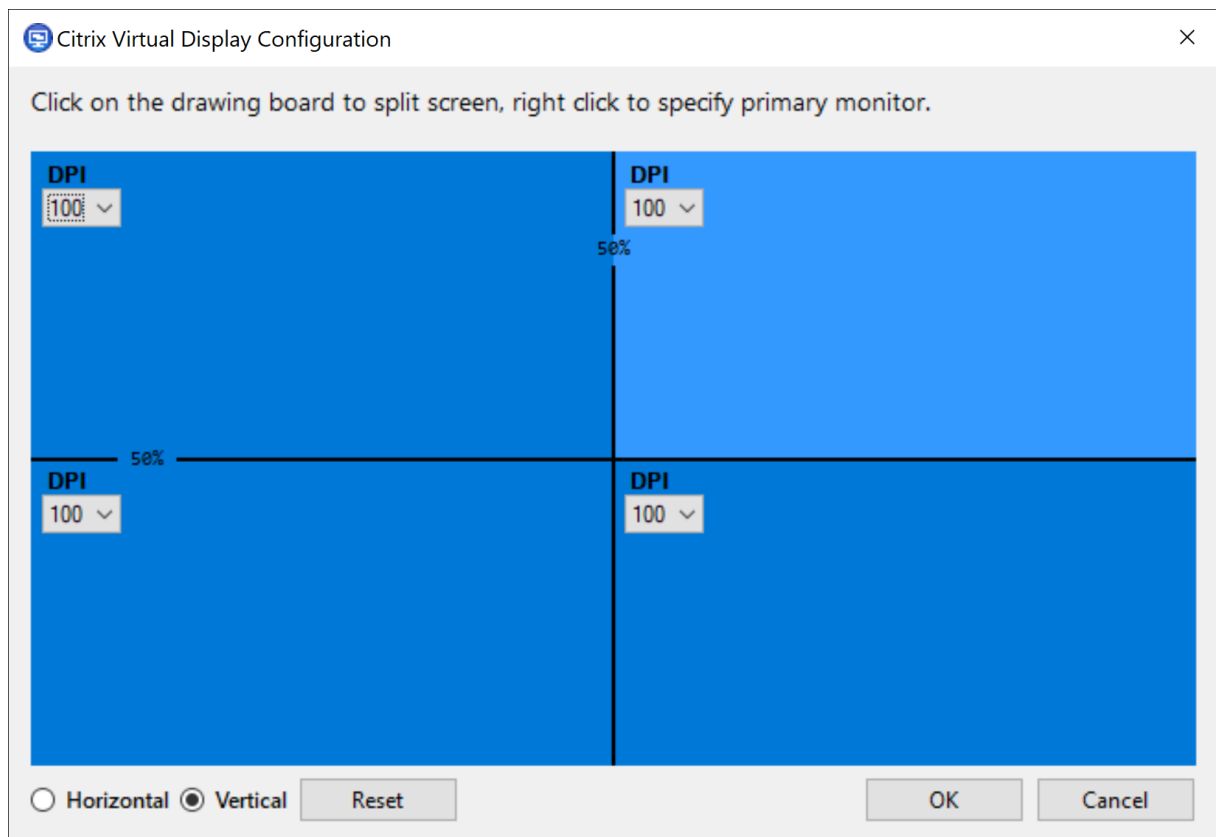 Citrix Virtual Display Configuration
Click on the drawing board to split screen, right click to specify primary monitor.
DPI
100
DPI
100
50%
50%
DPI
100
DPI
100
Horizontal Vertical Reset OK Cancel